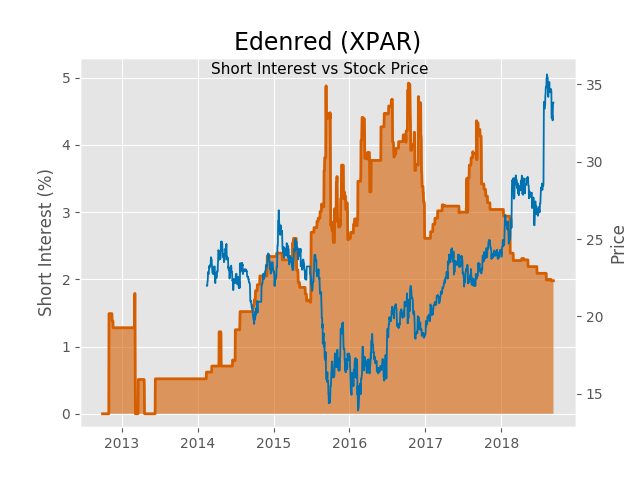 Edenred (XPAR)
Short Interest vs Stock Price
Short Interest (%)
5
4
3
2
1
0
35
30
25
20
15
Price
2013 2014 2015 2016 2017 2018